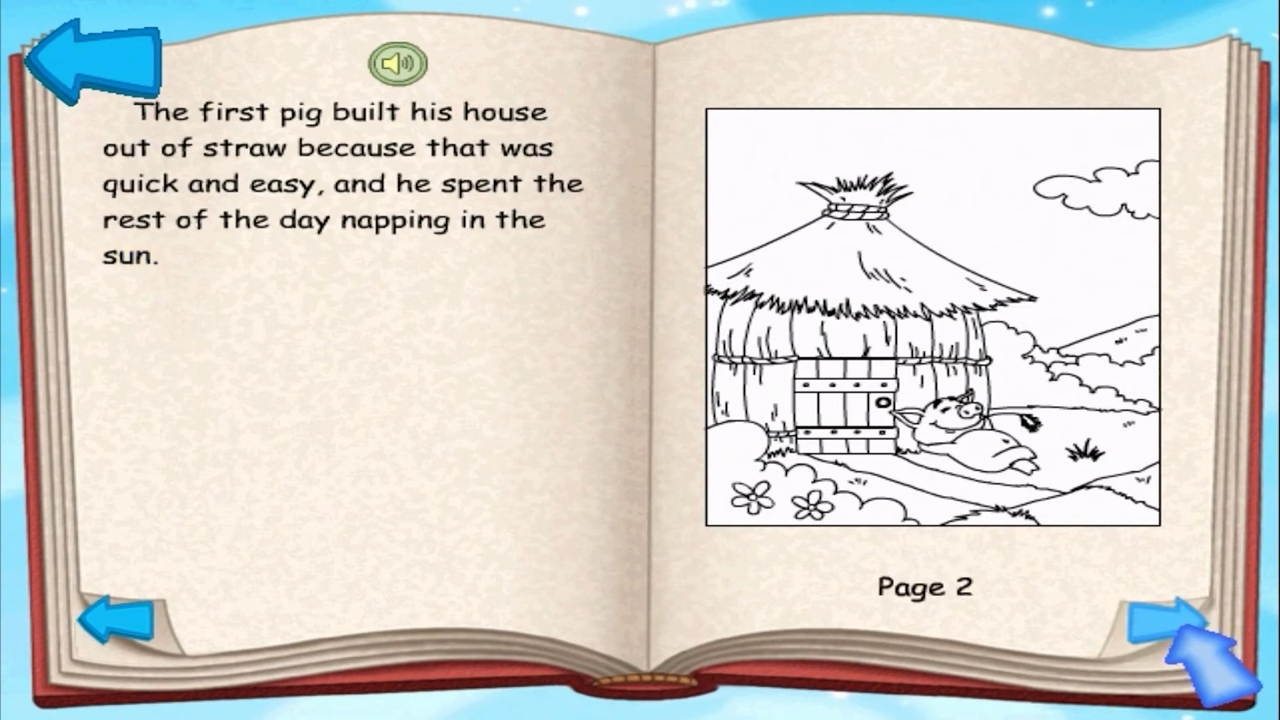 The first pig built his house
out of straw because that was
quick and easy, and he spent the
rest of the day napping in the
sun.
Page 2